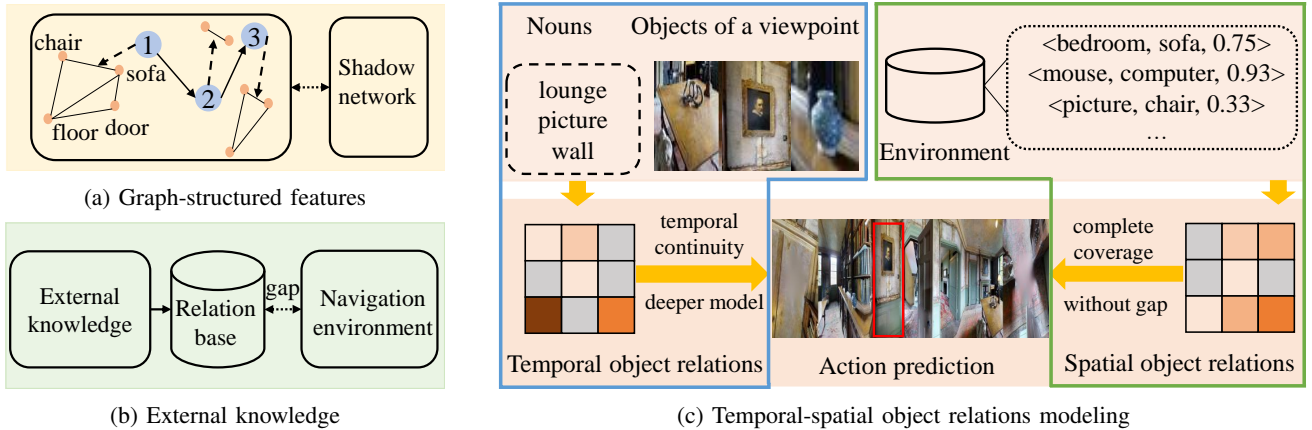 chair
1
3
sofa
2
floor
door
Shadow
network
(a) Graph-structured features
External
knowledge
Relation
base
gap
Navigation
environment
(b) External knowledge
Nouns
Objects of a viewpoint
lounge
picture
wall
Environment
<bedroom, sofa, 0.75>
<mouse, computer, 0.93>
<picture, chair, 0.33>
...
temporal
continuity
deeper model
complete
coverage
without gap
Temporal object relations
Action prediction
Spatial object relations
(c) Temporal-spatial object relations modeling